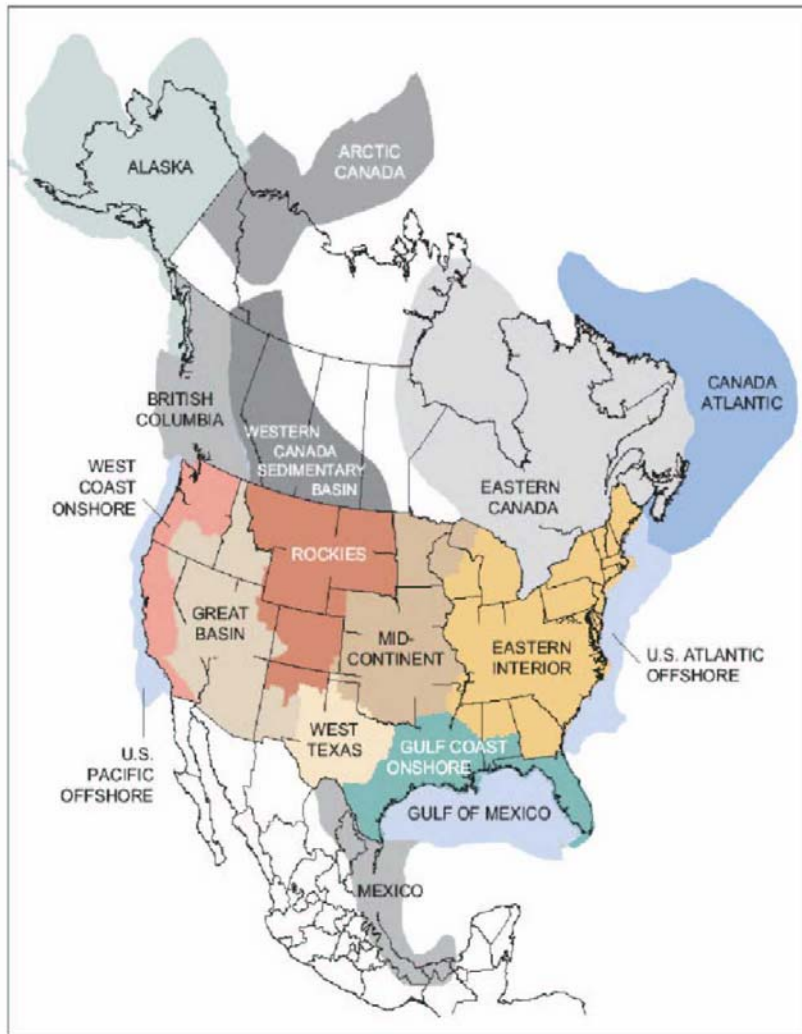 ARCTIC
CANADA
ALASKA
CANADA
ATLANTIC
BRITISH
COLUMBIA
WESTERN
CANADA
SEDIMENTARY
BASIN
WEST
COAST
ONSHORE
EASTERN
CANADA
ROCKIES
GREAT
BASIN
MID-
CONTINENT
EASTERN
INTERIOR
U.S. ATLANTIC
OFFSHORE
WEST
TEXAS
GULF COAST
ONSHORE
U.S.
PACIFIC
OFFSHORE
GULF OF MEXICO
MEXICO